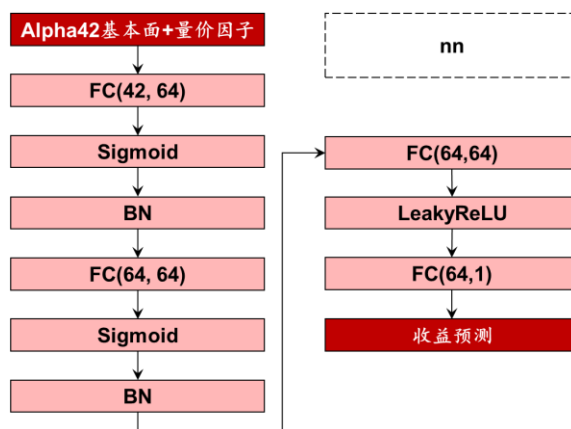 Alpha42基本面+量价因子
FC(42, 64)
Sigmoid
BN
FC(64, 64)
Sigmoid
BN
nn
FC(64,64)
LeakyReLU
FC(64,1)
收益预测